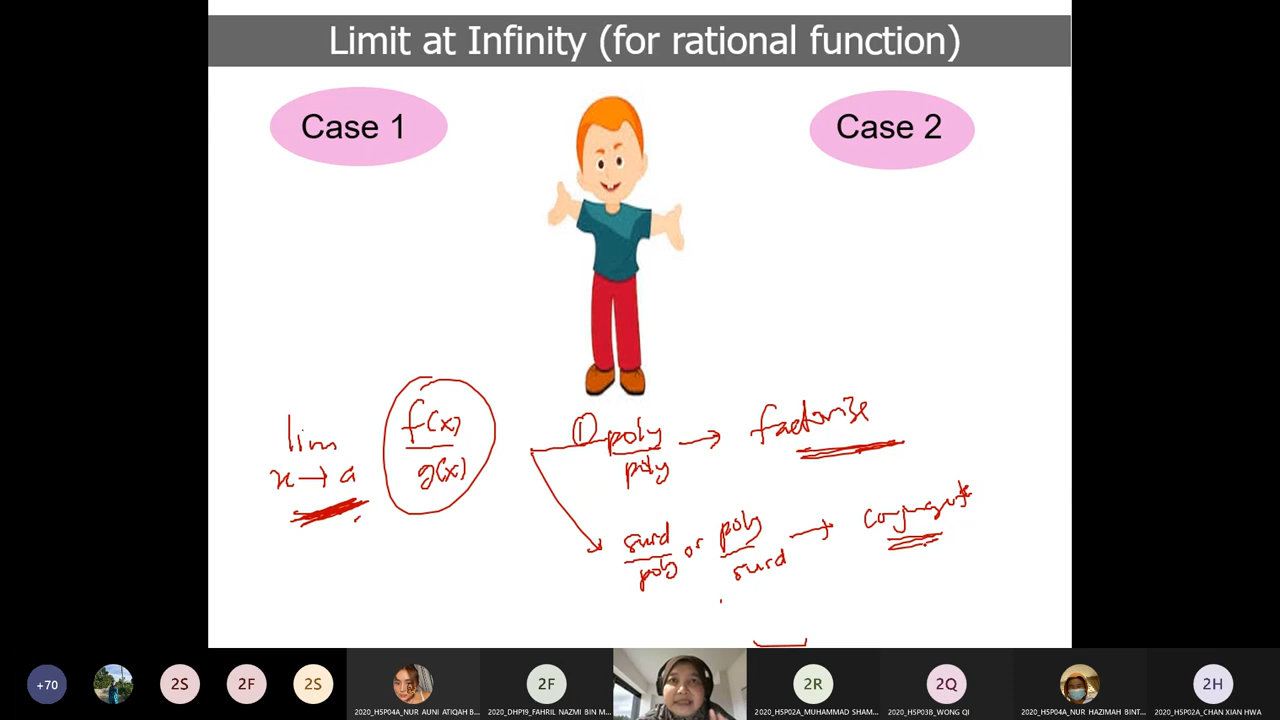 Limit at Infinity (for rational function)
Case 1
Case 2
lim
x → a
f(x)
g(x)
① poly
poly
→ factorize
surd
poly
or
poly
surd
→ conjugate
+70
2S
2F
2S
2F
2R
2Q
2H
2020_HSP04A_NUR AUNI ATIQAH B...
2020_DHP19_FAHRIL NAZMI BIN M...
2020_HSP02A_MUHAMMAD SHAM...
2020_HSP03B_WONG QI
2020_HSP04A_NUR HAZIMAH BINT...
2020_HSP02A_CHAN XIAN HWA